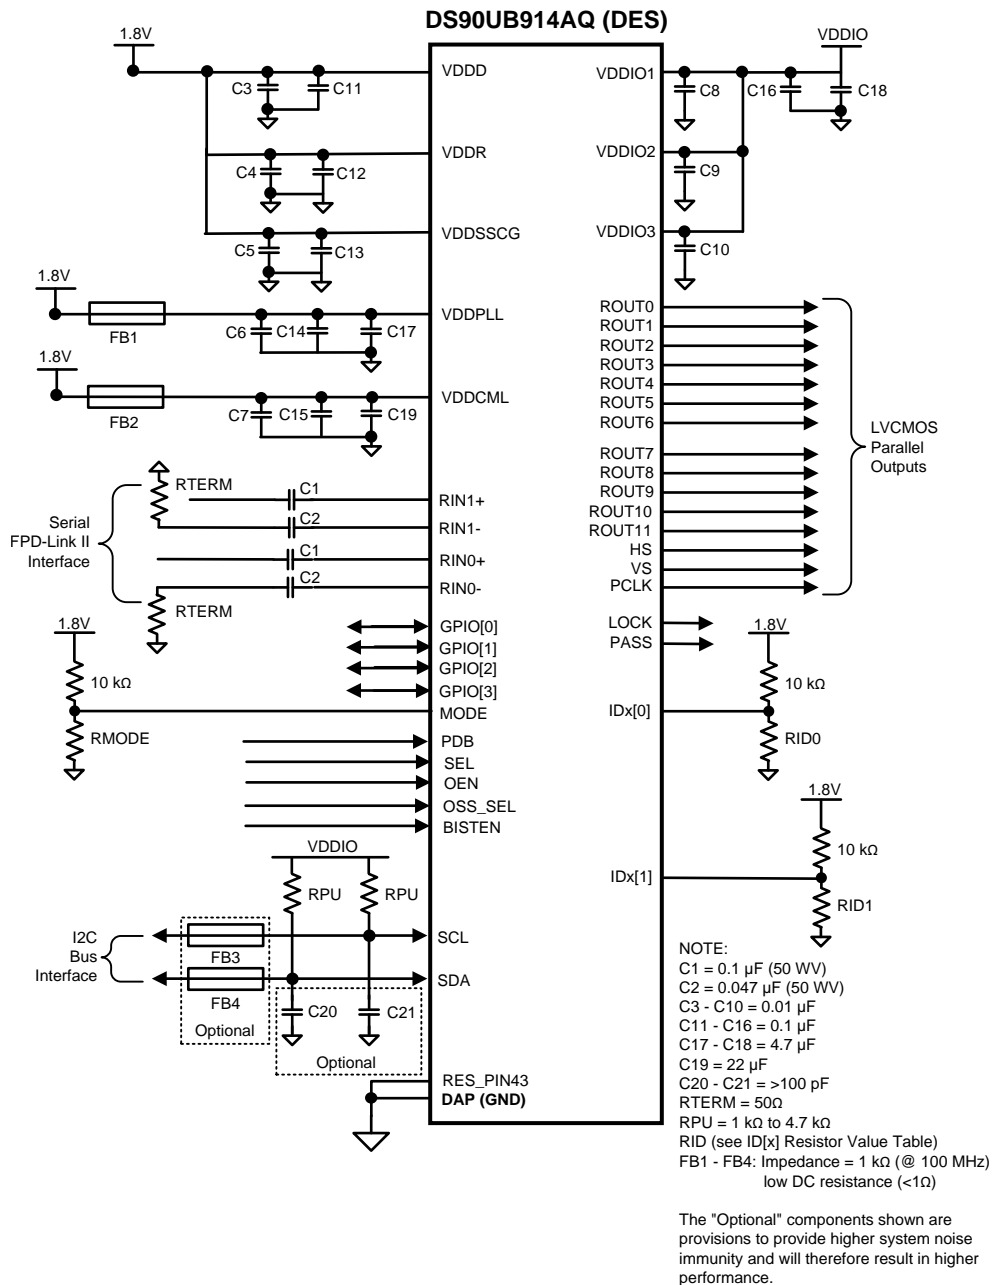 DS90UB914AQ (DES)
1.8V
VDDIO
VDDD
VDDIO1
C3
C11
C8
C16
C18
VDDR
VDDIO2
C4
C12
C9
VDDSSCG
VDDIO3
C5
C13
C10
1.8V
VDDPLL
FB1
C6
C14
C17
1.8V
VDDCML
FB2
C7
C15
C19
ROUT0
ROUT1
ROUT2
ROUT3
ROUT4
ROUT5
ROUT6
ROUT7
ROUT8
ROUT9
ROUT10
ROUT11
HS
VS
PCLK
LVCMOS
Parallel
Outputs
RTERM
C1
RIN1+
C2
RIN1-
Serial
FPD-Link II
Interface
C1
RIN0+
C2
RIN0-
RTERM
GPIO[0]
GPIO[1]
GPIO[2]
GPIO[3]
LOCK
PASS
1.8V
10 kΩ
MODE
RMODE
1.8V
10 kΩ
IDx[0]
RID0
PDB
SEL
OEN
OSS_SEL
BISTEN
1.8V
10 kΩ
IDx[1]
RID1
VDDIO
RPU
RPU
I2C
Bus
Interface
FB3
SCL
FB4
SDA
Optional
C20
C21
Optional
RES_PIN43
DAP (GND)
NOTE:
C1 = 0.1 µF (50 WV)
C2 = 0.047 µF (50 WV)
C3 - C10 = 0.01 µF
C11 - C16 = 0.1 µF
C17 - C18 = 4.7 µF
C19 = 22 µF
C20 - C21 = >100 pF
RTERM = 50Ω
RPU = 1 kΩ to 4.7 kΩ
RID (see ID[x] Resistor Value Table)
FB1 - FB4: Impedance = 1 kΩ (@ 100 MHz)
low DC resistance (<1Ω)
The "Optional" components shown are
provisions to provide higher system noise
immunity and will therefore result in higher
performance.